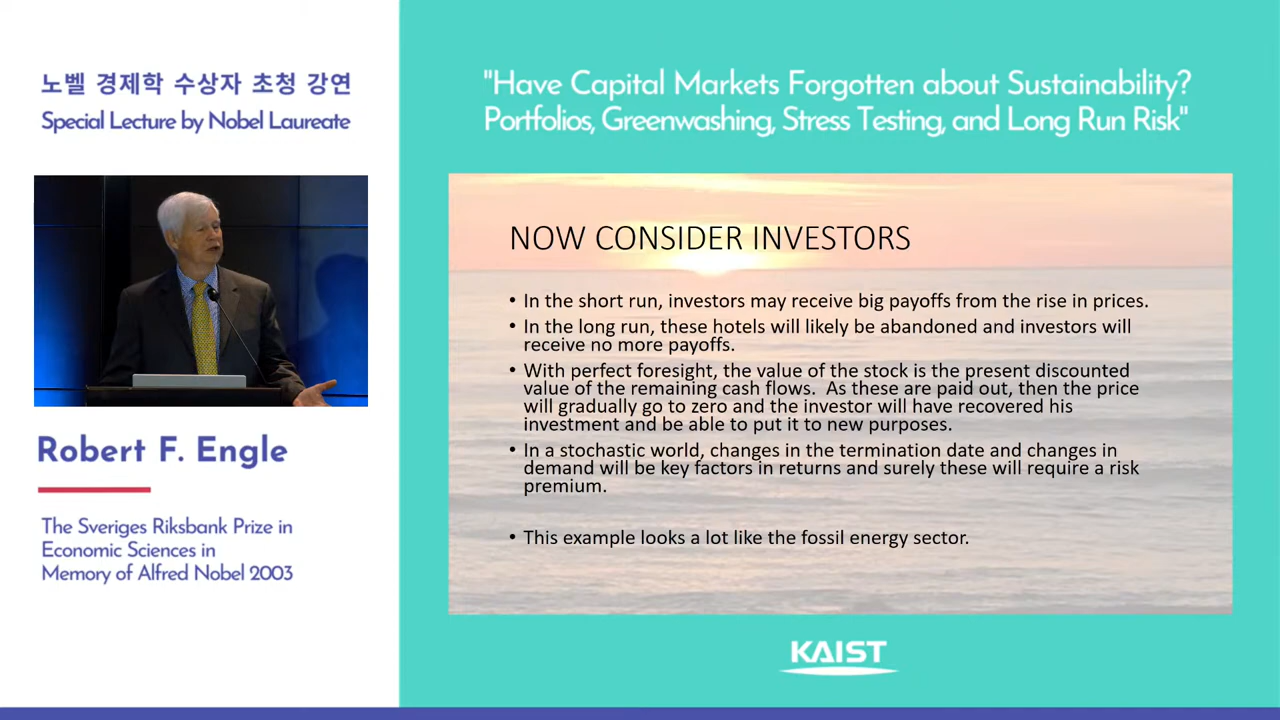 노벨 경제학 수상자 초청 강연
Special Lecture by Nobel Laureate
Robert F. Engle
The Sveriges Riksbank Prize in
Economic Sciences in
Memory of Alfred Nobel 2003
"Have Capital Markets Forgotten about Sustainability?
Portfolios, Greenwashing, Stress Testing, and Long Run Risk"
NOW CONSIDER INVESTORS
• In the short run, investors may receive big payoffs from the rise in prices.
• In the long run, these hotels will likely be abandoned and investors will
receive no more payoffs.
• With perfect foresight, the value of the stock is the present discounted
value of the remaining cash flows. As these are paid out, then the price
will gradually go to zero and the investor will have recovered his
investment and be able to put it to new purposes.
• In a stochastic world, changes in the termination date and changes in
demand will be key factors in returns and surely these will require a risk
premium.
• This example looks a lot like the fossil energy sector.
KAIST